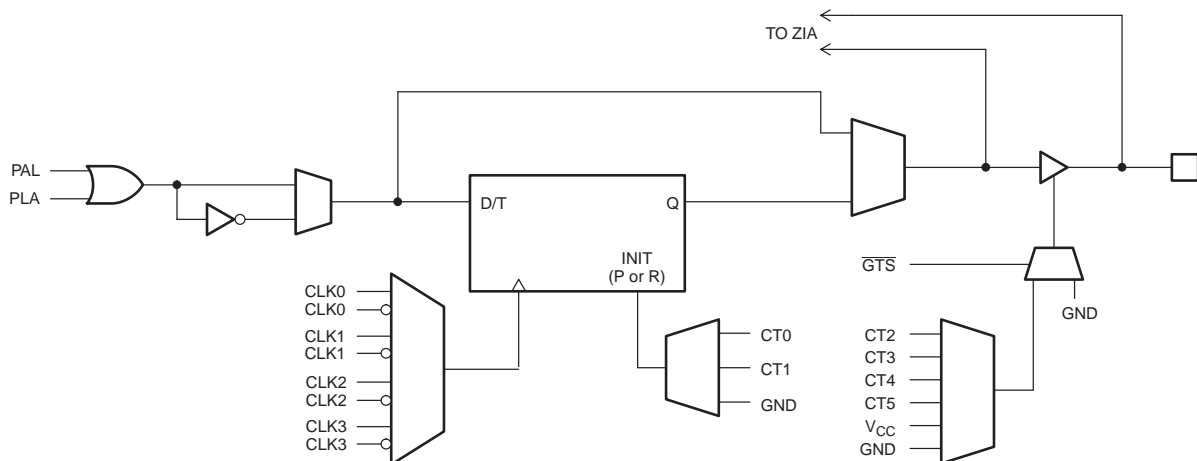 TO ZIA
PAL
PLA
D/T
Q
INIT
(P or R)
GTS
GND
CLK0
CLK0
CLK1
CLK1
CLK2
CLK2
CLK3
CLK3
CT0
CT1
GND
CT2
CT3
CT4
CT5
VCC
GND